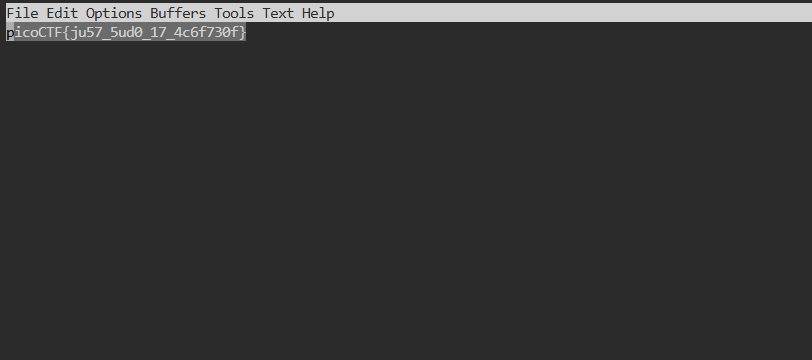 File Edit Options Buffers Tools Text Help
picoCTF{ju57_5ud0_17_4c6f730f}